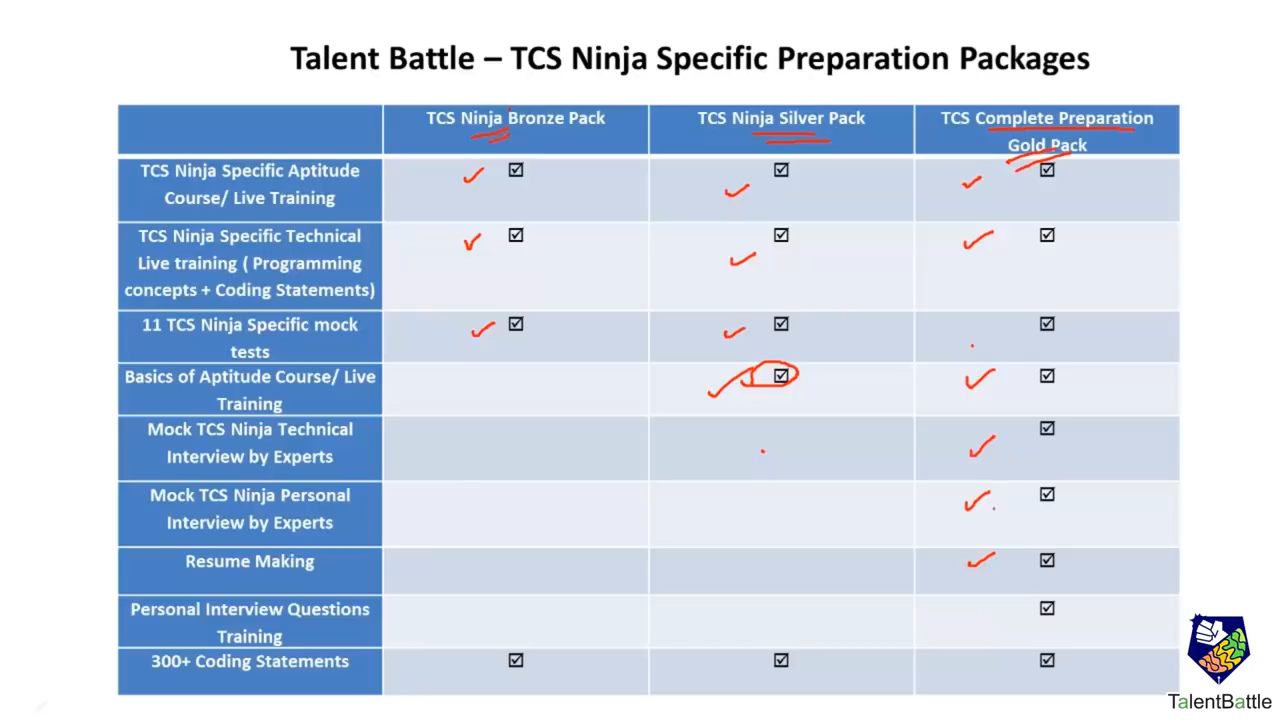 Talent Battle – TCS Ninja Specific Preparation Packages
TCS Ninja Bronze Pack
TCS Ninja Silver Pack
TCS Complete Preparation
Gold Pack
TCS Ninja Specific Aptitude
Course/ Live Training
☑ ☑ ☑
TCS Ninja Specific Technical
Live training ( Programming
concepts + Coding Statements)
☑ ☑ ☑
11 TCS Ninja Specific mock
tests
☑ ☑ ☑
Basics of Aptitude Course/ Live
Training
☑ ☑
Mock TCS Ninja Technical
Interview by Experts
☑
Mock TCS Ninja Personal
Interview by Experts
☑
Resume Making
☑
Personal Interview Questions
Training
☑
300+ Coding Statements
☑ ☑ ☑
TalentBattle